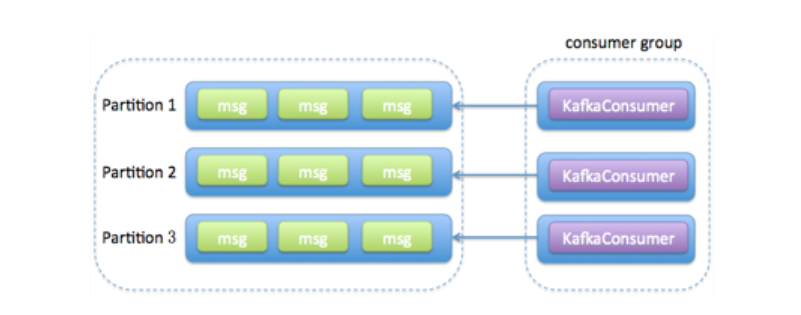 consumer group
Partition 1 msg msg msg KafkaConsumer
Partition 2 msg msg msg KafkaConsumer
Partition 3 msg msg msg KafkaConsumer